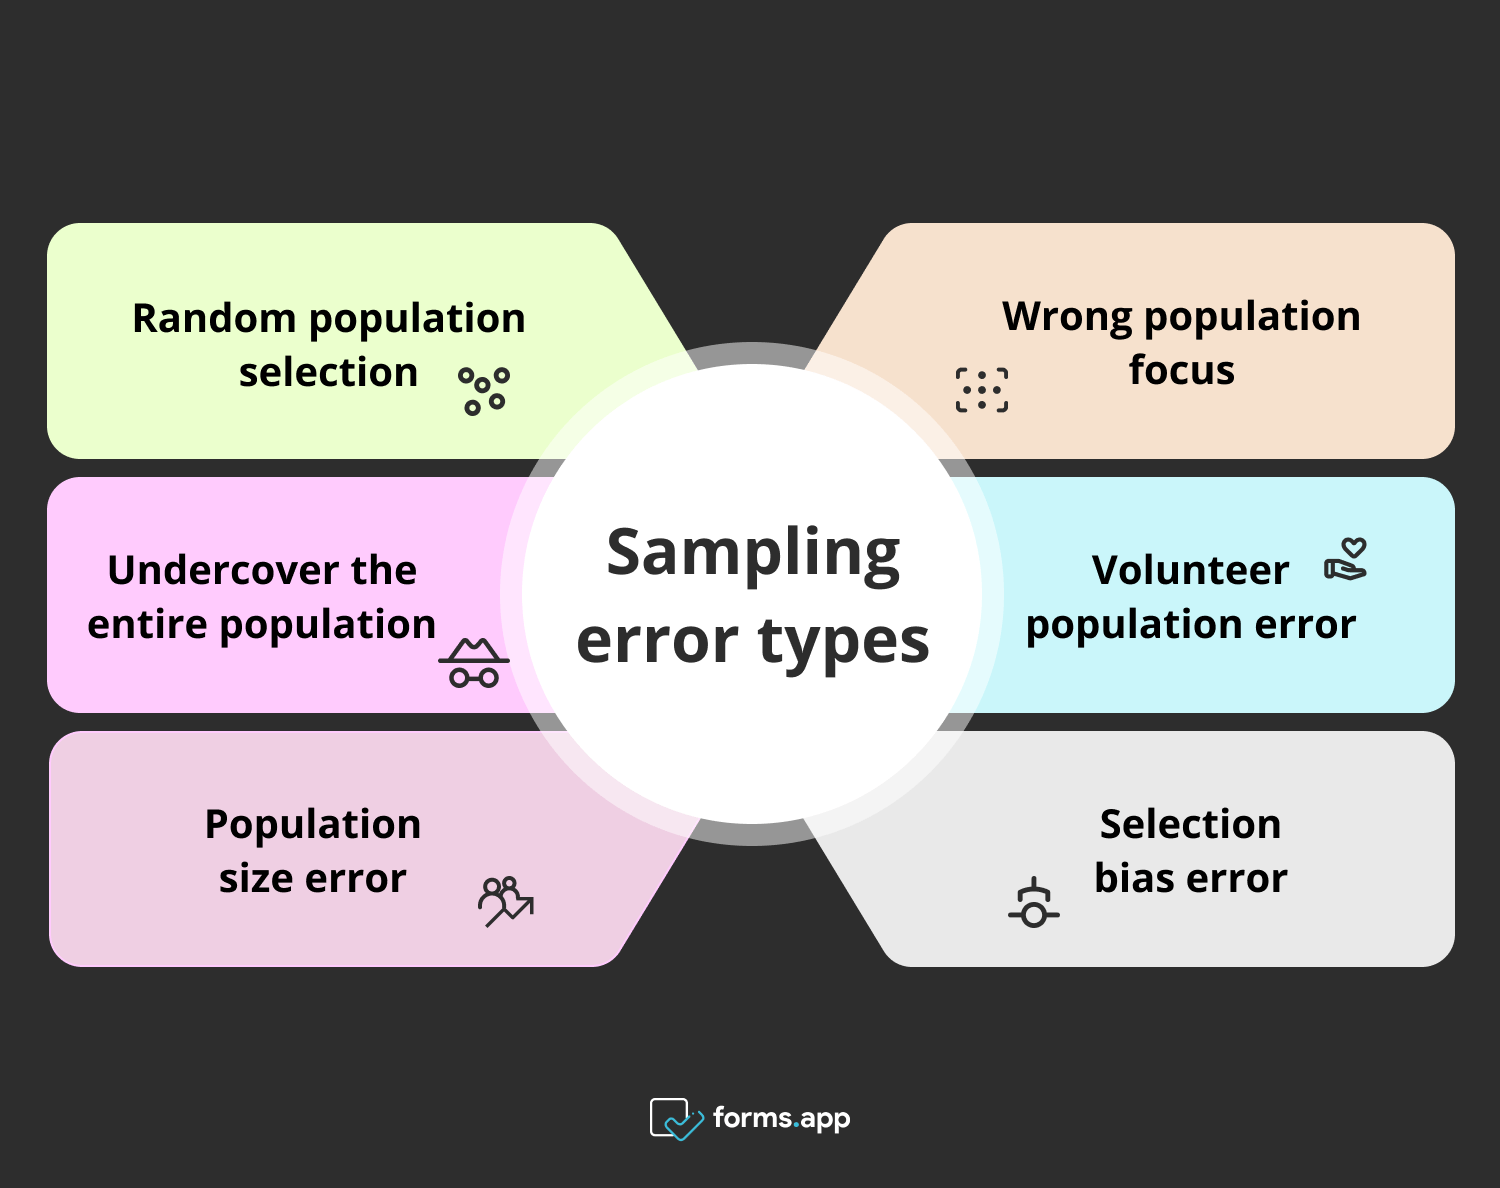 Random population
selection
Wrong population
focus
Undercover the
entire population
Sampling
error types
Volunteer
population error
Population
size error
Selection
bias error
forms.app